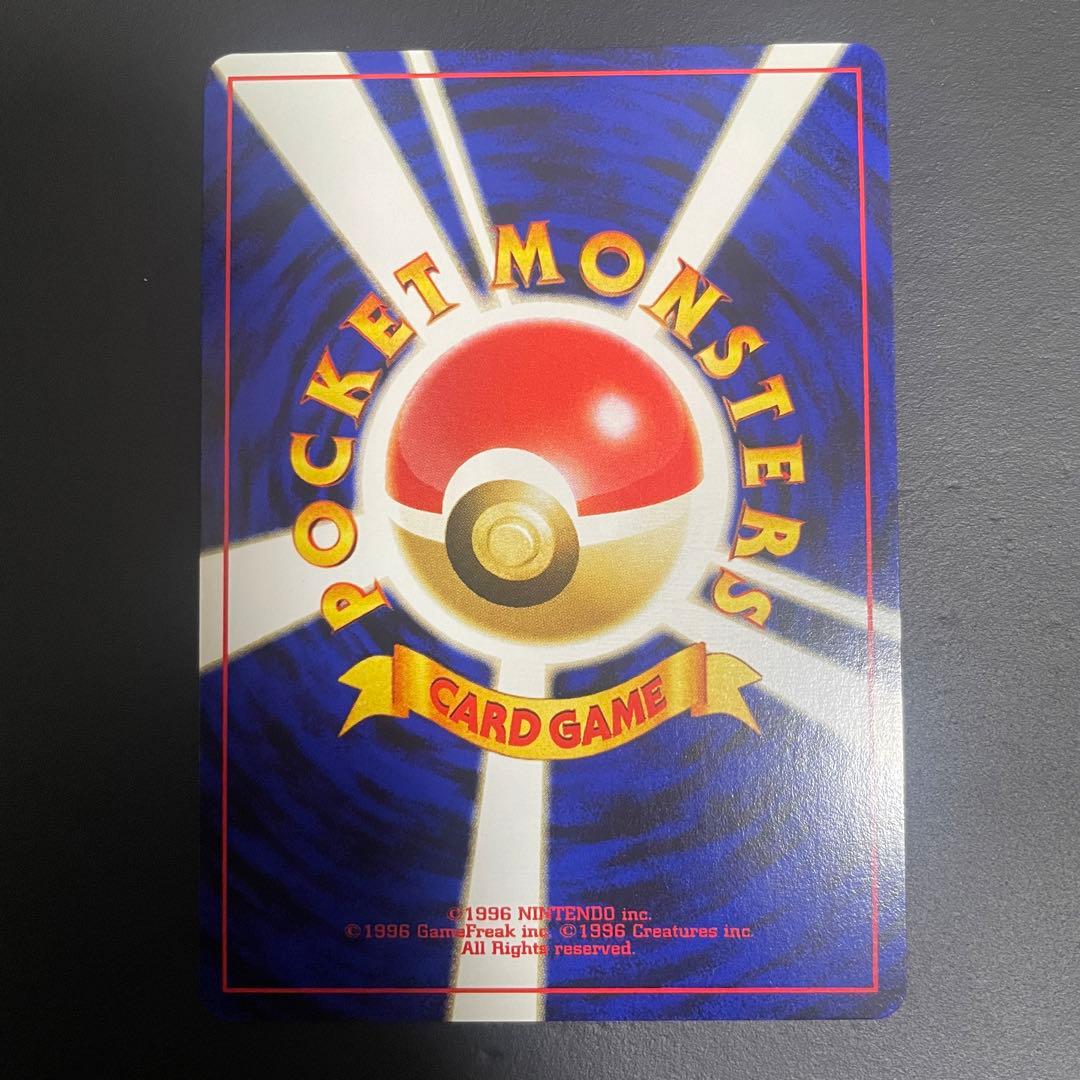 POCKET MONSTERS
CARD GAME
©1996 NINTENDO inc.
©1996 GameFreak inc. ©1996 Creatures inc.
All Rights reserved.